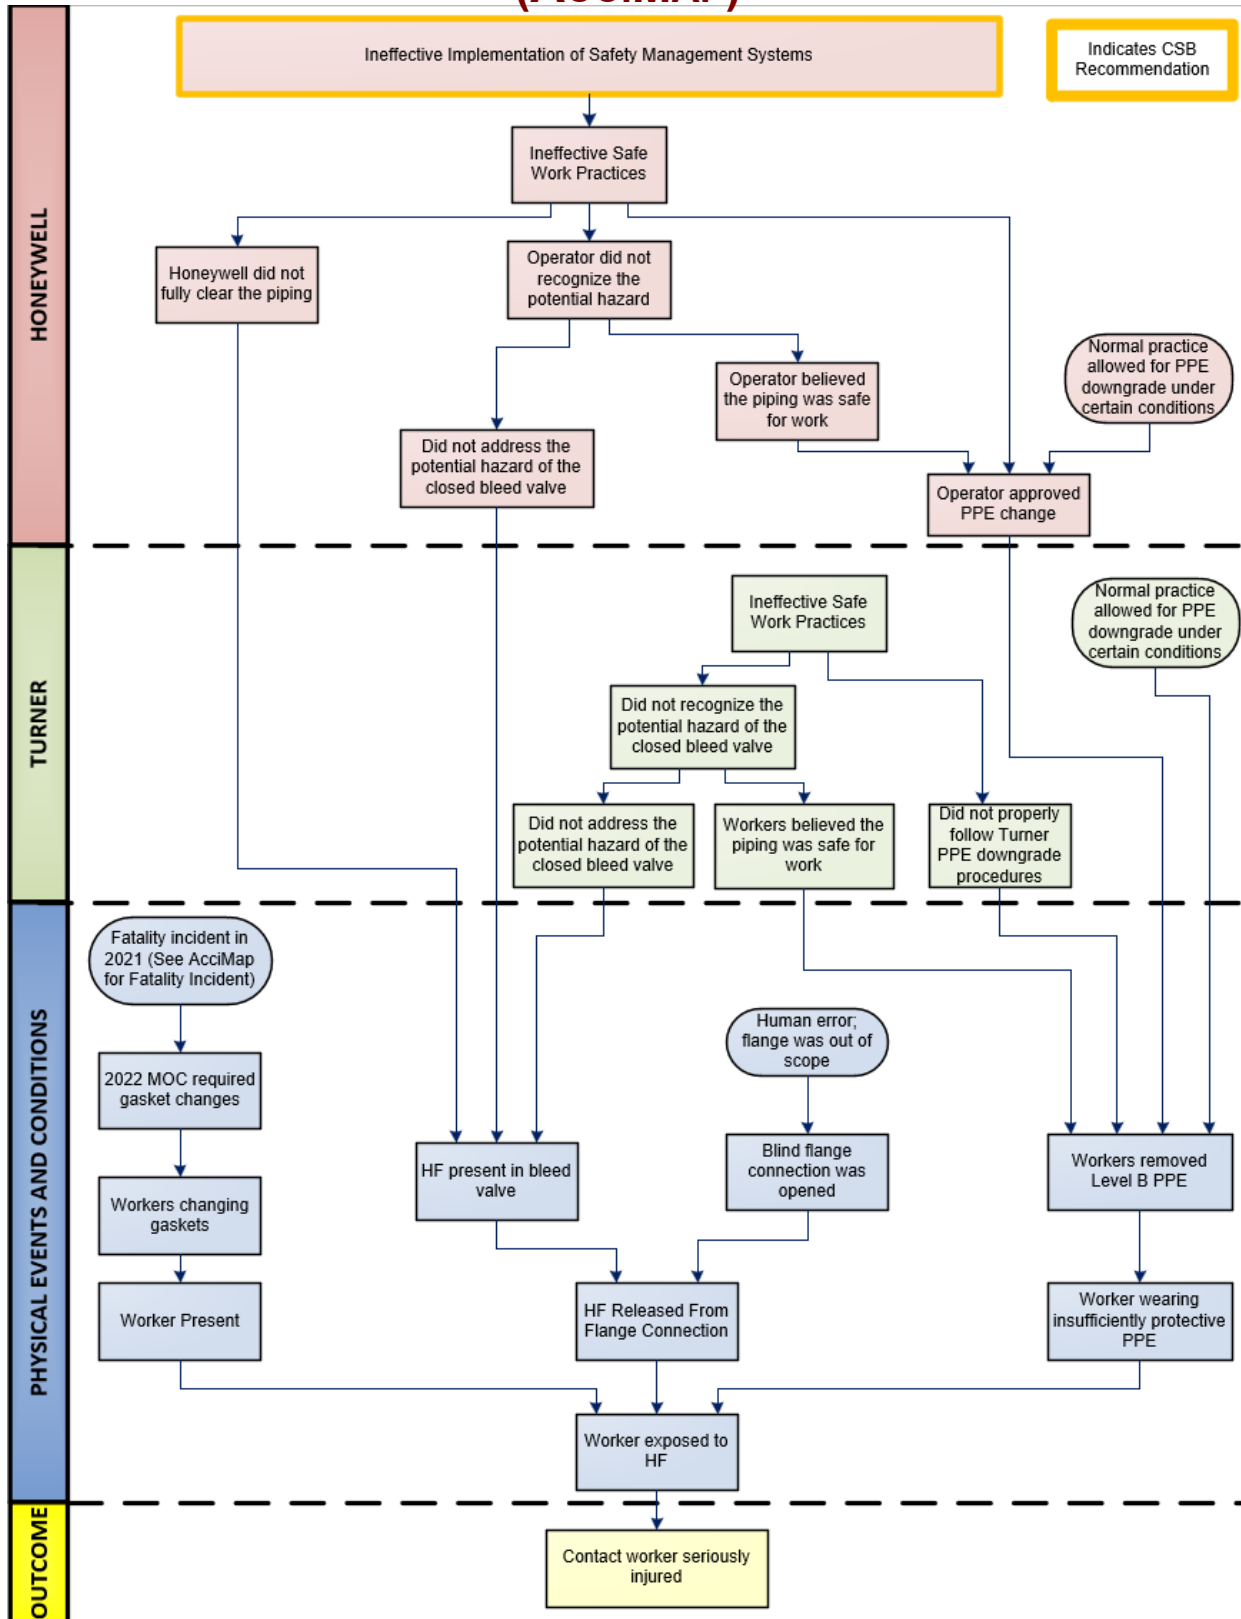 (ACCIMAP)
Ineffective Implementation of Safety Management Systems
Indicates CSB
Recommendation
HONEYWELL
Ineffective Safe
Work Practices
Honeywell did not
fully clear the piping
Operator did not
recognize the
potential hazard
Normal practice
allowed for PPE
downgrade under
certain conditions
Operator believed
the piping was safe
for work
Did not address the
potential hazard of the
closed bleed valve
Operator approved
PPE change
TURNER
Ineffective Safe
Work Practices
Normal practice
allowed for PPE
downgrade under
certain conditions
Did not recognize the
potential hazard of the
closed bleed valve
Did not address the
potential hazard of the
closed bleed valve
Workers believed the
piping was safe for
work
Did not properly
follow Turner
PPE downgrade
procedures
PHYSICAL EVENTS AND CONDITIONS
Fatality incident in
2021 (See AcciMap
for Fatality Incident)
Human error;
flange was out of
scope
2022 MOC required
gasket changes
HF present in bleed
valve
Blind flange
connection was
opened
Workers removed
Level B PPE
Workers changing
gaskets
Worker Present
HF Released From
Flange Connection
Worker wearing
insufficiently protective
PPE
Worker exposed to
HF
OUTCOME
Contact worker seriously
injured